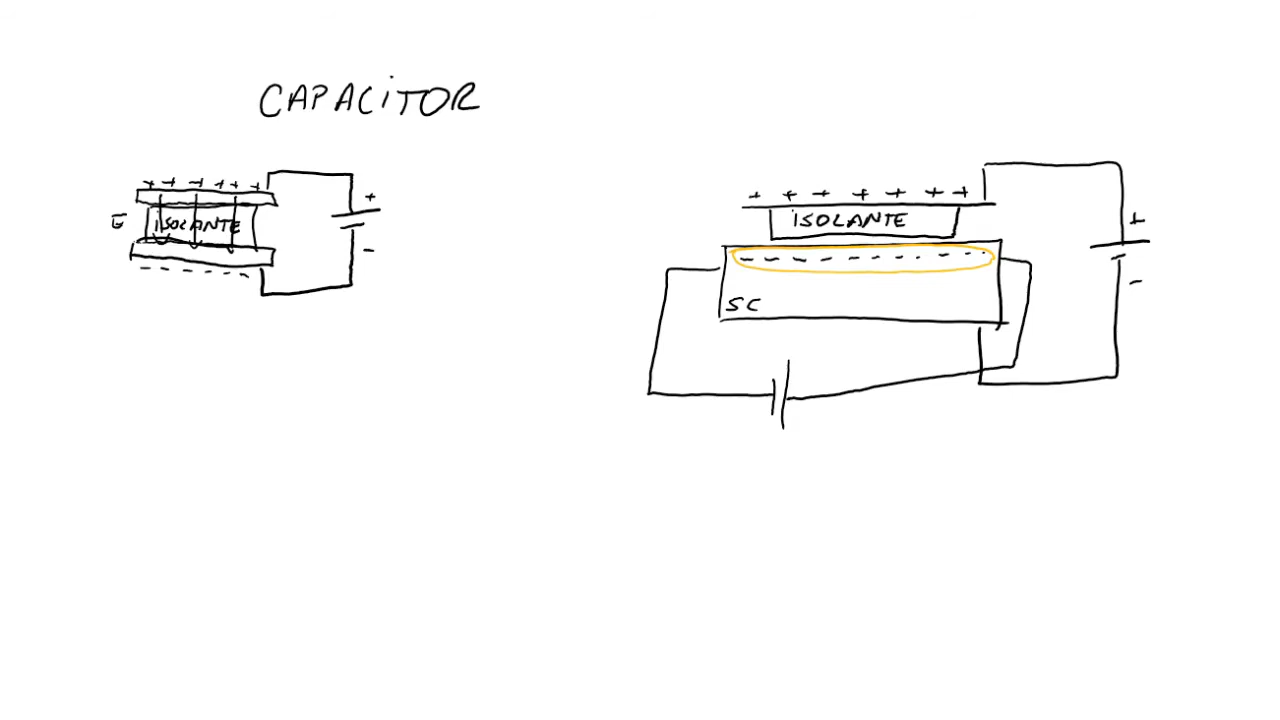 CAPACiTOR
+ + + + + +
E
iSOLANTE
- - - - - - - -
+
-
+ + + + + + +
iSOLANTE
- - - - - - - - - -
SC
+
-